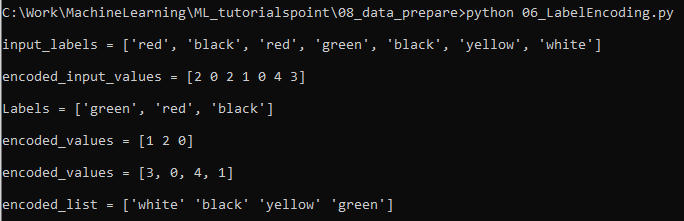 C:\Work\MachineLearning\ML_tutorialspoint\08_data_prepare>python 06_LabelEncoding.py
input_labels = ['red', 'black', 'red', 'green', 'black', 'yellow', 'white']
encoded_input_values = [2 0 2 1 0 4 3]
Labels = ['green', 'red', 'black']
encoded_values = [1 2 0]
encoded_values = [3, 0, 4, 1]
encoded_list = ['white' 'black' 'yellow' 'green']